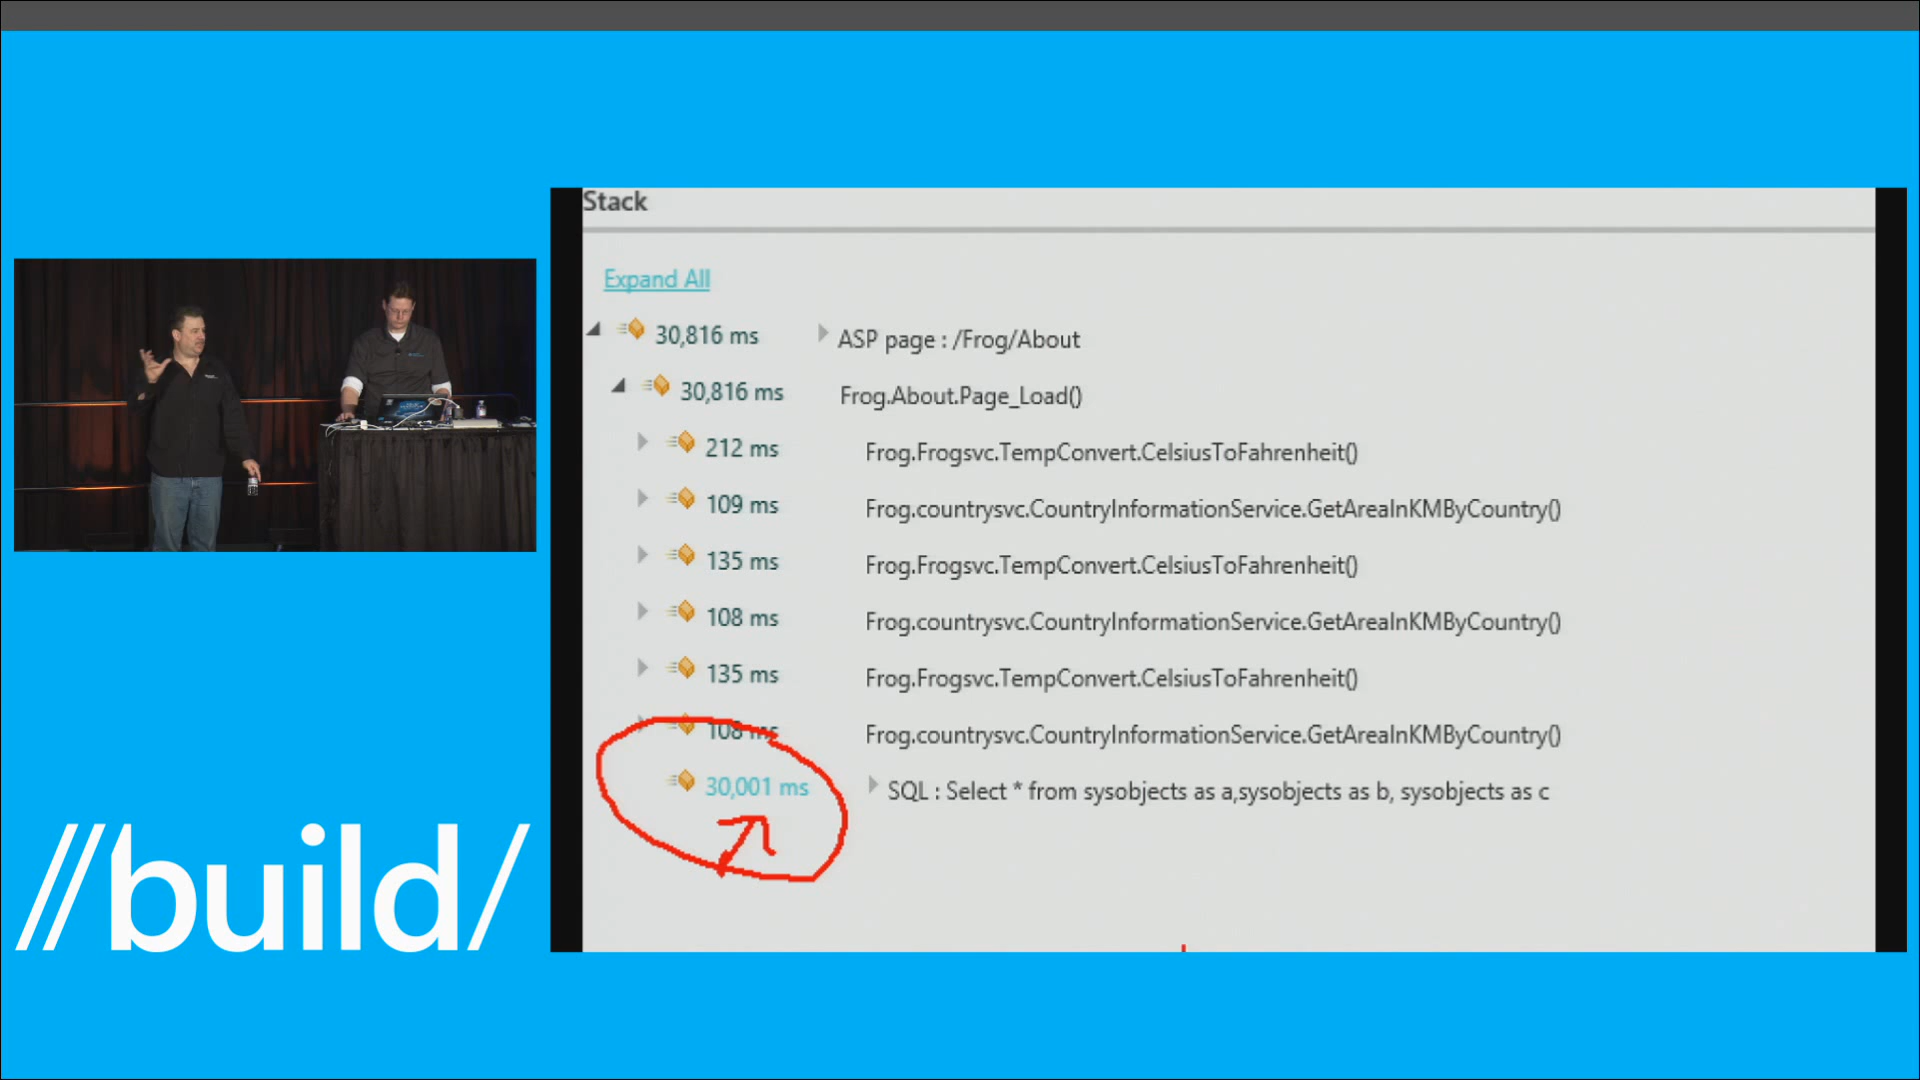 Stack
Expand All
30,816 ms ASP page : /Frog/About
30,816 ms Frog.About.Page_Load()
212 ms Frog.Frogsvc.TempConvert.CelsiusToFahrenheit()
109 ms Frog.countrysvc.CountryInformationService.GetAreaInKMByCountry()
135 ms Frog.Frogsvc.TempConvert.CelsiusToFahrenheit()
108 ms Frog.countrysvc.CountryInformationService.GetAreaInKMByCountry()
135 ms Frog.Frogsvc.TempConvert.CelsiusToFahrenheit()
108 ms Frog.countrysvc.CountryInformationService.GetAreaInKMByCountry()
30,001 ms SQL : Select * from sysobjects as a,sysobjects as b, sysobjects as c
//build/